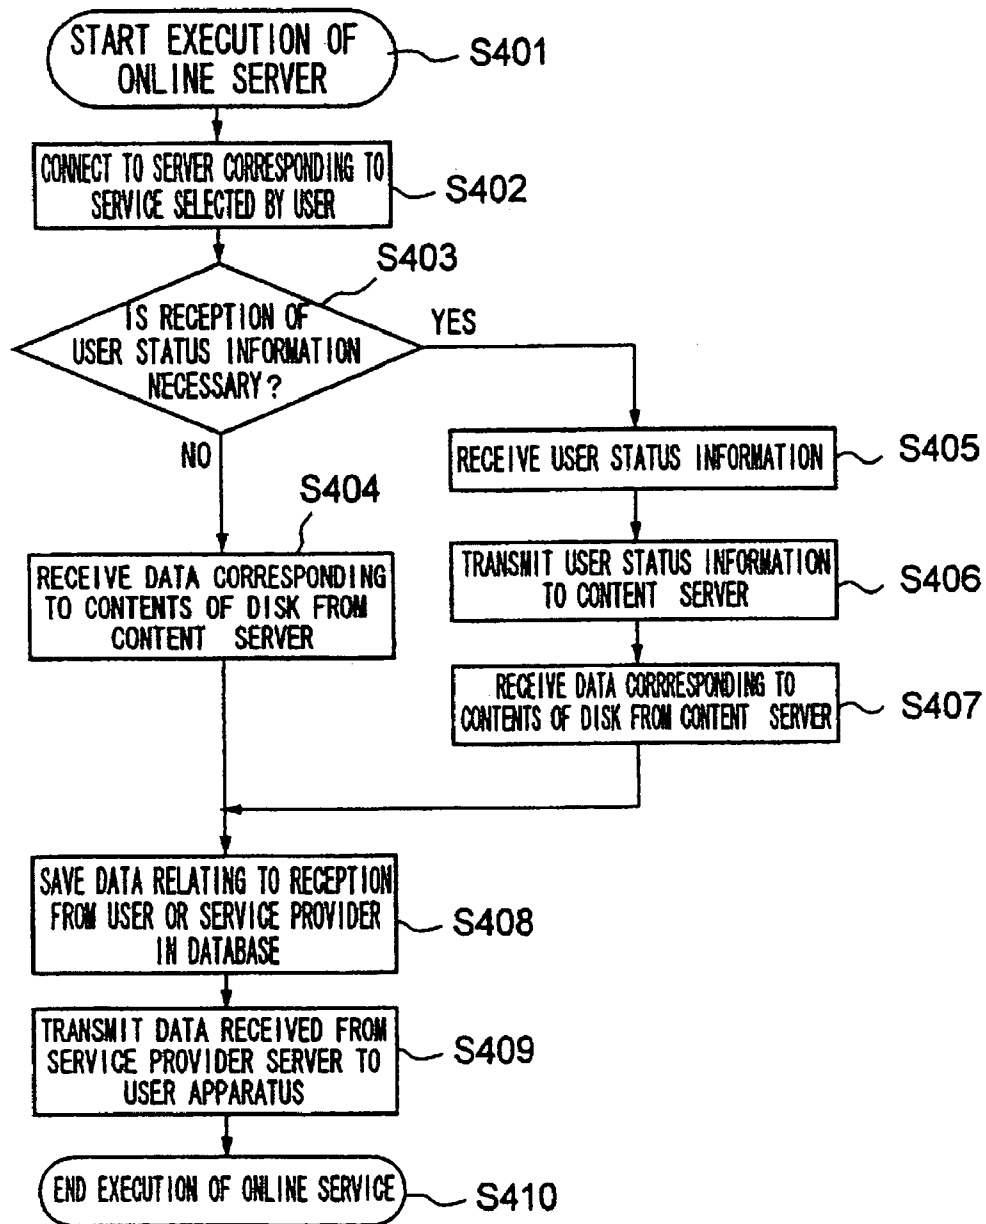 START EXECUTION OF
ONLINE SERVER
S401
CONNECT TO SERVER CORRESPONDING TO
SERVICE SELECTED BY USER
S402
S403
IS RECEPTION OF
USER STATUS INFORMATION
NECESSARY?
YES
NO
RECEIVE USER STATUS INFORMATION
S405
S404
RECEIVE DATA CORRESPONDING
TO CONTENTS OF DISK FROM
CONTENT SERVER
TRANSMIT USER STATUS INFORMATION
TO CONTENT SERVER
S406
RECEIVE DATA CORRRESPONDING TO
CONTENTS OF DISK FROM CONTENT SERVER
S407
SAVE DATA RELATING TO RECEPTION
FROM USER OR SERVICE PROVIDER
IN DATABASE
S408
TRANSMIT DATA RECEIVED FROM
SERVICE PROVIDER SERVER TO
USER APPARATUS
S409
END EXECUTION OF ONLINE SERVICE
S410